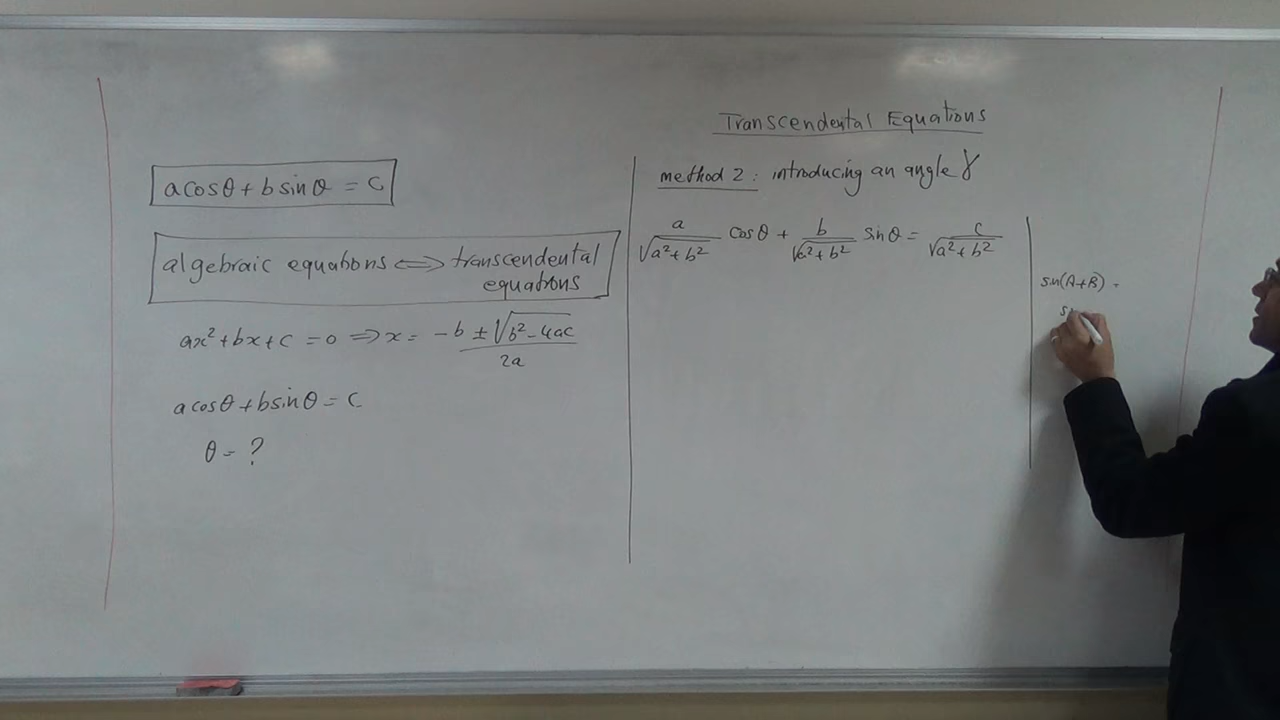 Transcendental Equations
a cosθ + b sinθ = c
algebraic equations ⟺ transcendental
equations
ax² + bx + c = 0 ⟹ x = -b ± √b² - 4ac / 2a
a cosθ + b sinθ = c
θ = ?
method 2 : introducing an angle γ
a/√a² + b² cosθ + b/√a² + b² sinθ = c/√a² + b²
sin(A+B) =